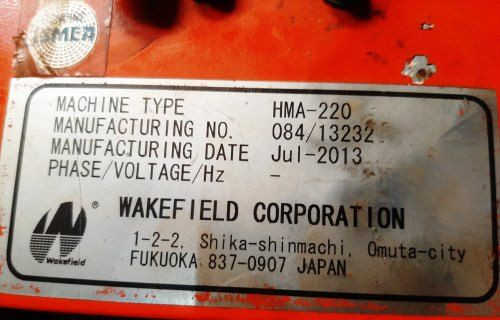 MACHINE TYPE HMA-220
MANUFACTURING NO. 084/13232
MANUFACTURING DATE Jul-2013
PHASE/VOLTAGE/Hz -
® WAKEFIELD CORPORATION
Wakefield
1-2-2, Shika-shinmachi, Omuta-city
FUKUOKA 837-0907 JAPAN